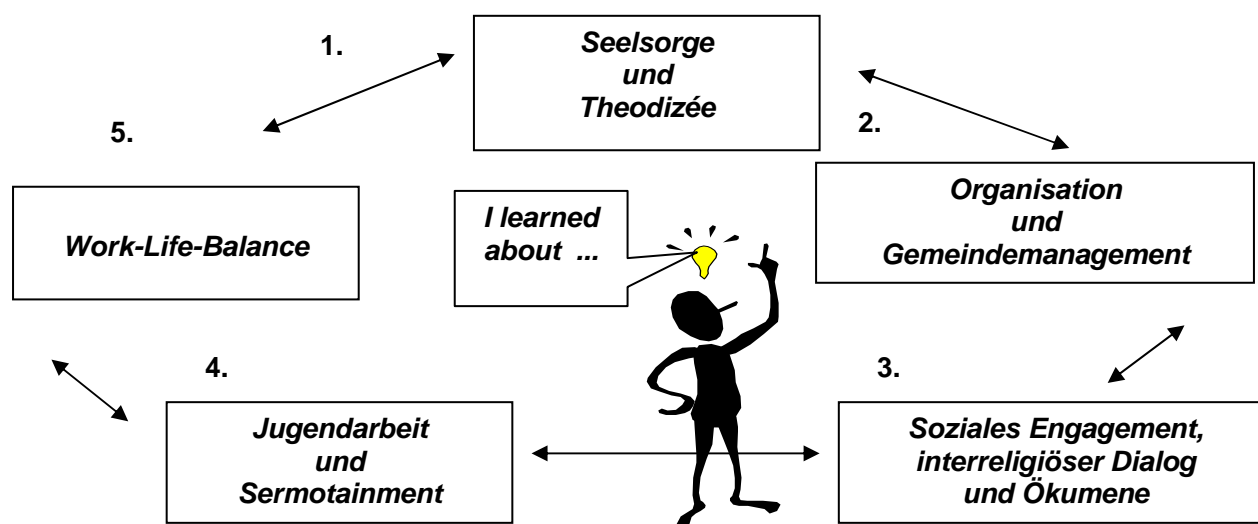 1.
Seelsorge
und
Theodizée
2.
Organisation
und
Gemeindemanagement
3.
Soziales Engagement,
interreligiöser Dialog
und Ökumene
4.
Jugendarbeit
und
Sermotainment
5.
Work-Life-Balance
I learned
about ...